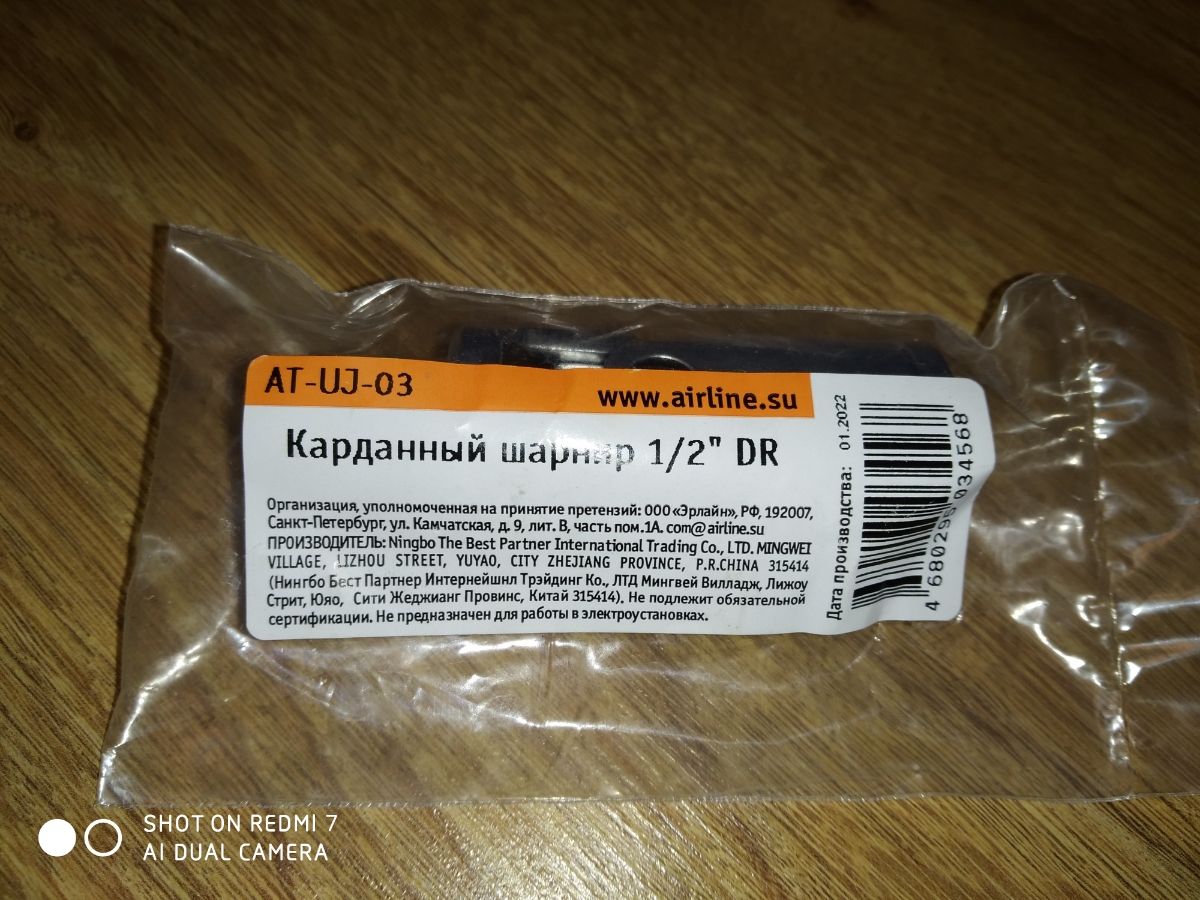 AT-UJ-03
www.airline.su
Карданный шарнир 1/2" DR
Организация, уполномоченная на принятие претензий: ООО «Эрлайн», РФ, 192007,
Санкт-Петербург, ул. Камчатская, д. 9, лит. В, часть пом.1А. com@airline.su
ПРОИЗВОДИТЕЛЬ: Ningbo The Best Partner International Trading Co., LTD. MINGWEI
VILLAGE, LIZHOU STREET, YUYAO, CITY ZHEJIANG PROVINCE, P.R.CHINA 315414
(Нингбо Бест Партнер Интернейшнл Трэйдинг Ко., ЛТД Мингвей Вилладж, Лижоу
Стрит, Юяо, Сити Жеджианг Провинс, Китай 315414). Не подлежит обязательной
сертификации. Не предназначен для работы в электроустановках.
Дата производства: 01.2022
4 680295 034568
SHOT ON REDMI 7
AI DUAL CAMERA